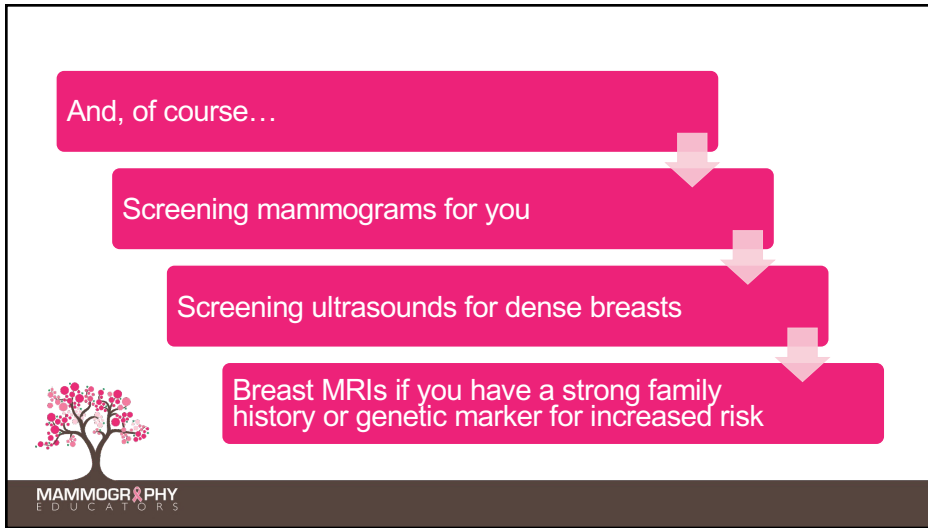 And, of course…
Screening mammograms for you
Screening ultrasounds for dense breasts
Breast MRIs if you have a strong family
history or genetic marker for increased risk
MAMMOGRAPHY
EDUCATORS